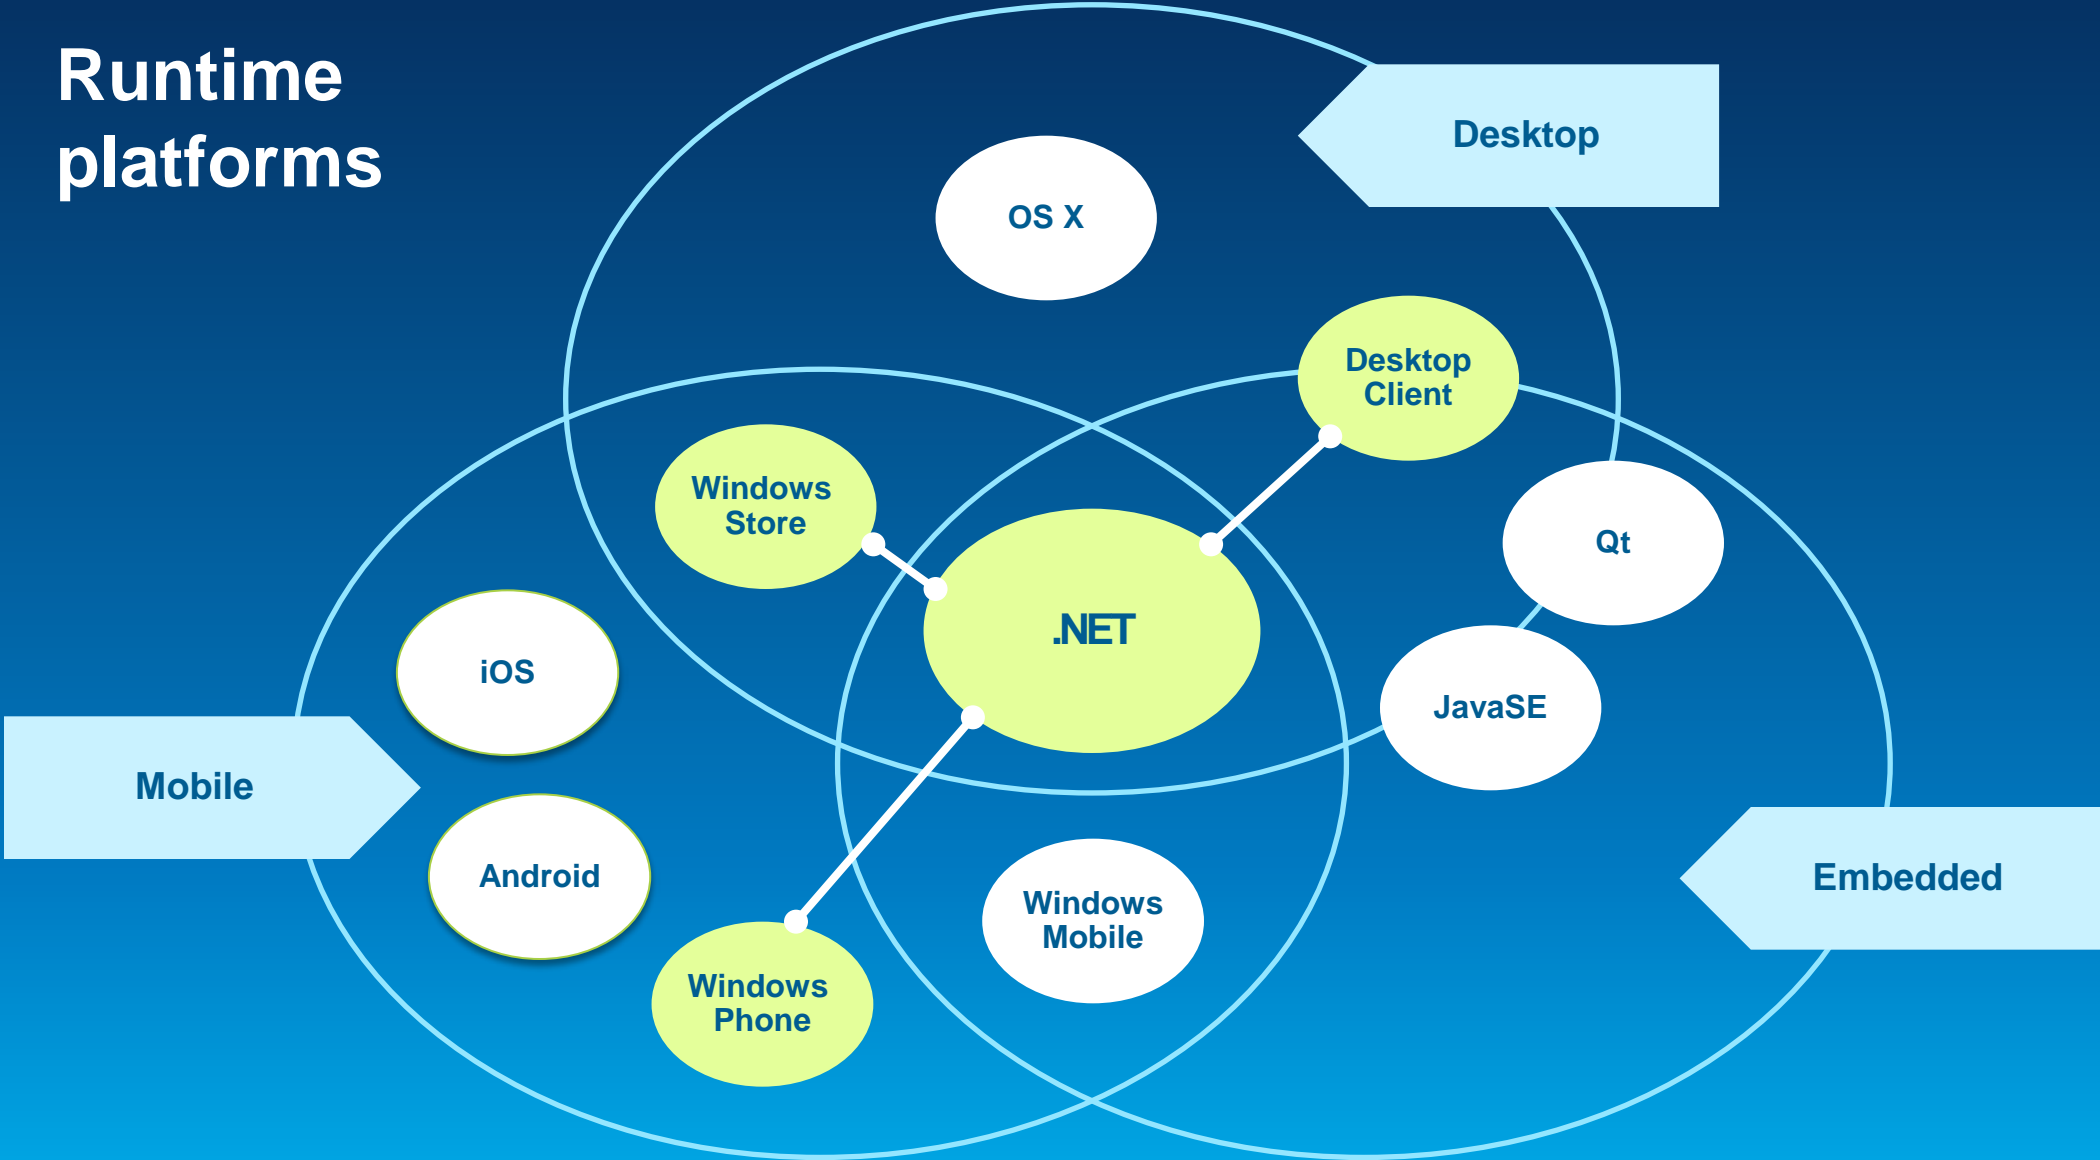 Runtime
platforms
Desktop
OS X
Desktop
Client
Windows
Store
Qt
.NET
iOS
JavaSE
Mobile
Android
Embedded
Windows
Mobile
Windows
Phone